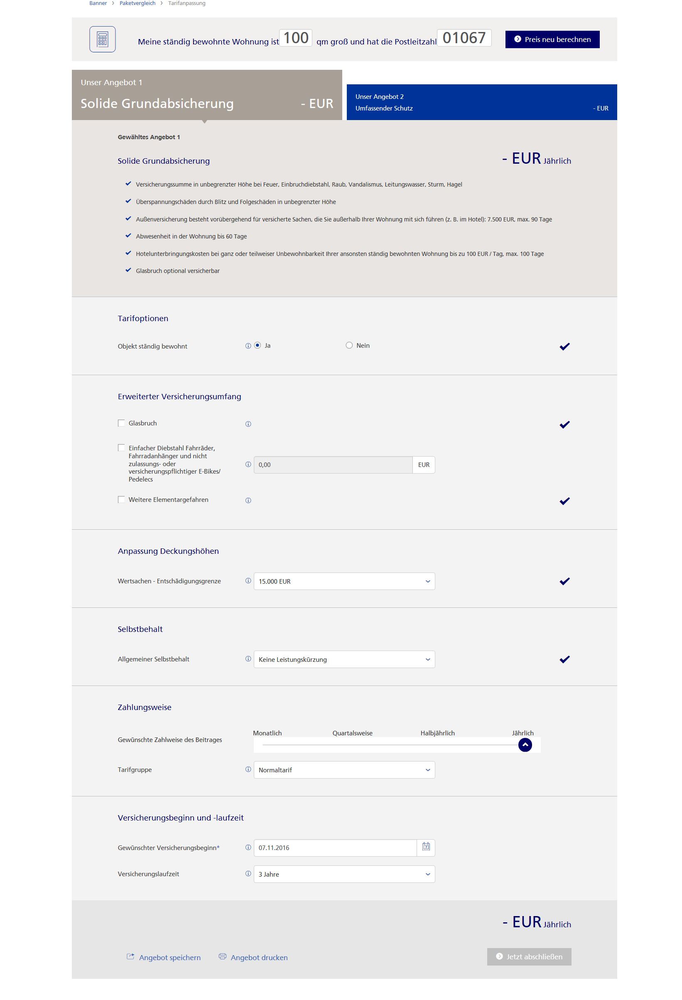 Banner > Paketvergleich > Tarifanpassung
Meine ständig bewohnte Wohnung ist 100 qm groß und hat die Postleitzahl 01067 Preis neu berechnen
Unser Angebot 1
Solide Grundabsicherung - EUR
Unser Angebot 2
Umfassender Schutz - EUR
Gewähltes Angebot 1
Solide Grundabsicherung - EUR Jährlich
Versicherungssumme in unbegrenzter Höhe bei Feuer, Einbruchdiebstahl, Raub, Vandalismus, Leitungswasser, Sturm, Hagel
Überspannungschäden durch Blitz und Folgeschäden in unbegrenzter Höhe
Außenversicherung besteht vorübergehend für versicherte Sachen, die Sie außerhalb Ihrer Wohnung mit sich führen (z. B. im Hotel): 7.500 EUR, max. 90 Tage
Abwesenheit in der Wohnung bis 60 Tage
Hotelunterbringungskosten bei ganz oder teilweiser Unbewohnbarkeit Ihrer ansonsten ständig bewohnten Wohnung bis zu 100 EUR / Tag, max. 100 Tage
Glasbruch optional versicherbar
Tarifoptionen
Objekt ständig bewohnt Ja Nein
Erweiterter Versicherungsumfang
Glasbruch
Einfacher Diebstahl Fahrräder,
Fahrradanhänger und nicht
zulassungs- oder
versicherungspflichtiger E-Bikes/
Pedelecs
0,00 EUR
Weitere Elementargefahren
Anpassung Deckungshöhen
Wertsachen - Entschädigungsgrenze 15.000 EUR
Selbstbehalt
Allgemeiner Selbstbehalt Keine Leistungskürzung
Zahlungsweise
Monatlich Quartalsweise Halbjährlich Jährlich
Gewünschte Zahlweise des Beitrages
Tarifgruppe Normaltarif
Versicherungsbeginn und -laufzeit
Gewünschter Versicherungsbeginn* 07.11.2016 7
Versicherungslaufzeit 3 Jahre
- EUR Jährlich
Angebot speichern Angebot drucken Jetzt abschließen